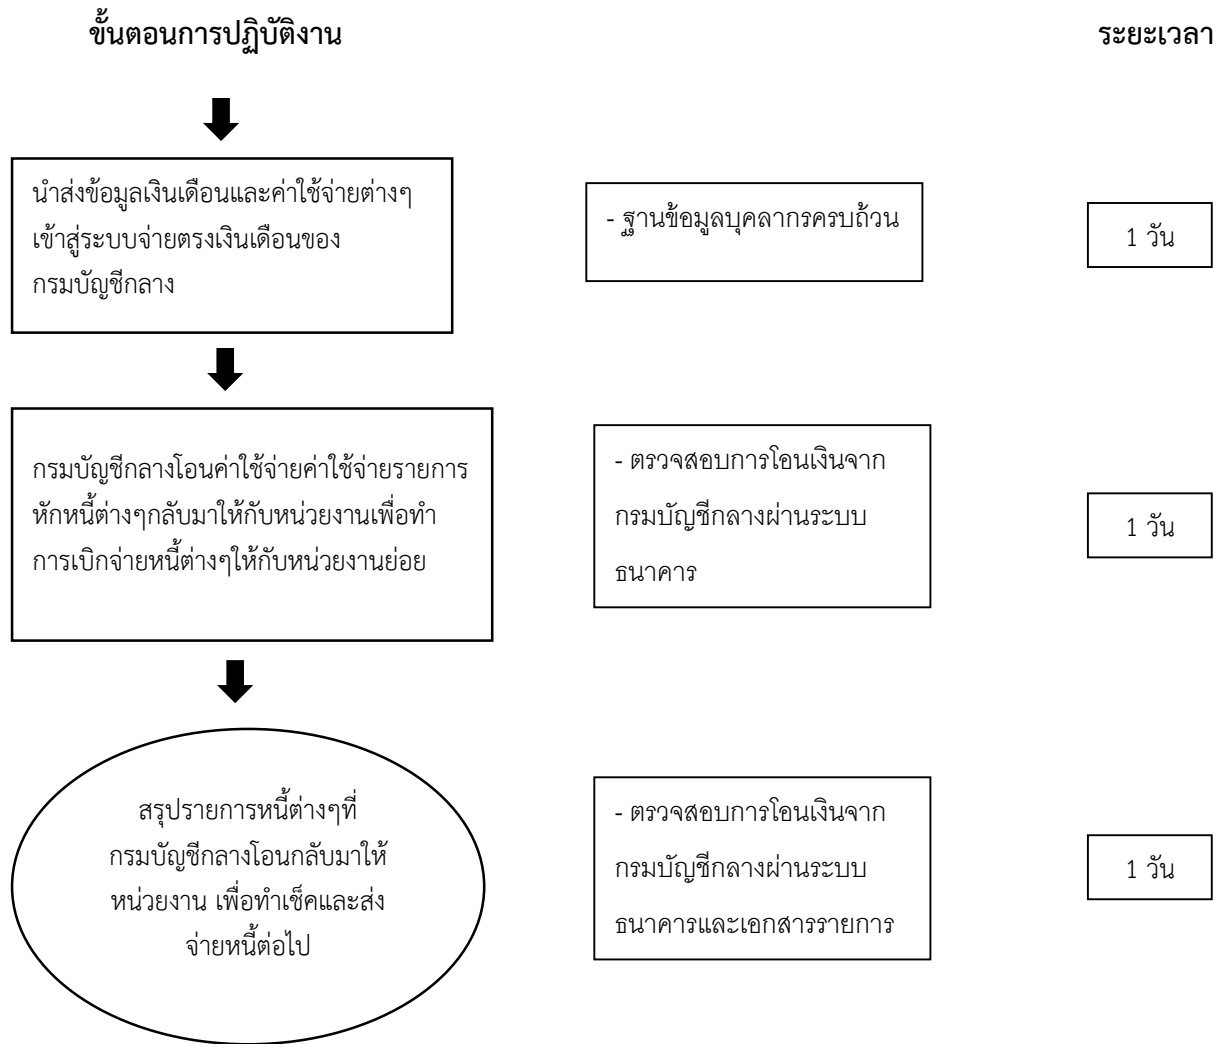 ขั้นตอนการปฏิบัติงาน
ระยะเวลา
นำส่งข้อมูลเงินเดือนและค่าใช้จ่ายต่างๆ
เข้าสู่ระบบจ่ายตรงเงินเดือนของ
กรมบัญชีกลาง
- ฐานข้อมูลบุคลากรครบถ้วน
1 วัน
กรมบัญชีกลางโอนค่าใช้จ่ายค่าใช้จ่ายรายการ
หักหนี้ต่างๆกลับมาให้กับหน่วยงานเพื่อทำ
การเบิกจ่ายหนี้ต่างๆให้กับหน่วยงานย่อย
- ตรวจสอบการโอนเงินจาก
กรมบัญชีกลางผ่านระบบ
ธนาคาร
1 วัน
สรุปรายการหนี้ต่างๆที่
กรมบัญชีกลางโอนกลับมาให้
หน่วยงาน เพื่อทำเช็คและส่ง
จ่ายหนี้ต่อไป
- ตรวจสอบการโอนเงินจาก
กรมบัญชีกลางผ่านระบบ
ธนาคารและเอกสารรายการ
1 วัน